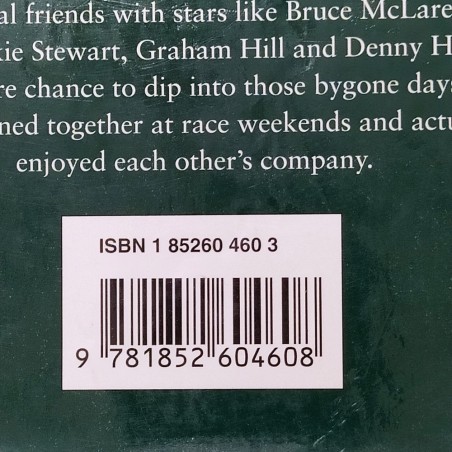 al friends with stars like Bruce McLare
kie Stewart, Graham Hill and Denny H
re chance to dip into those bygone days
ned together at race weekends and actu
enjoyed each other's company.
ISBN 1 85260 460 3
9 781852 604608